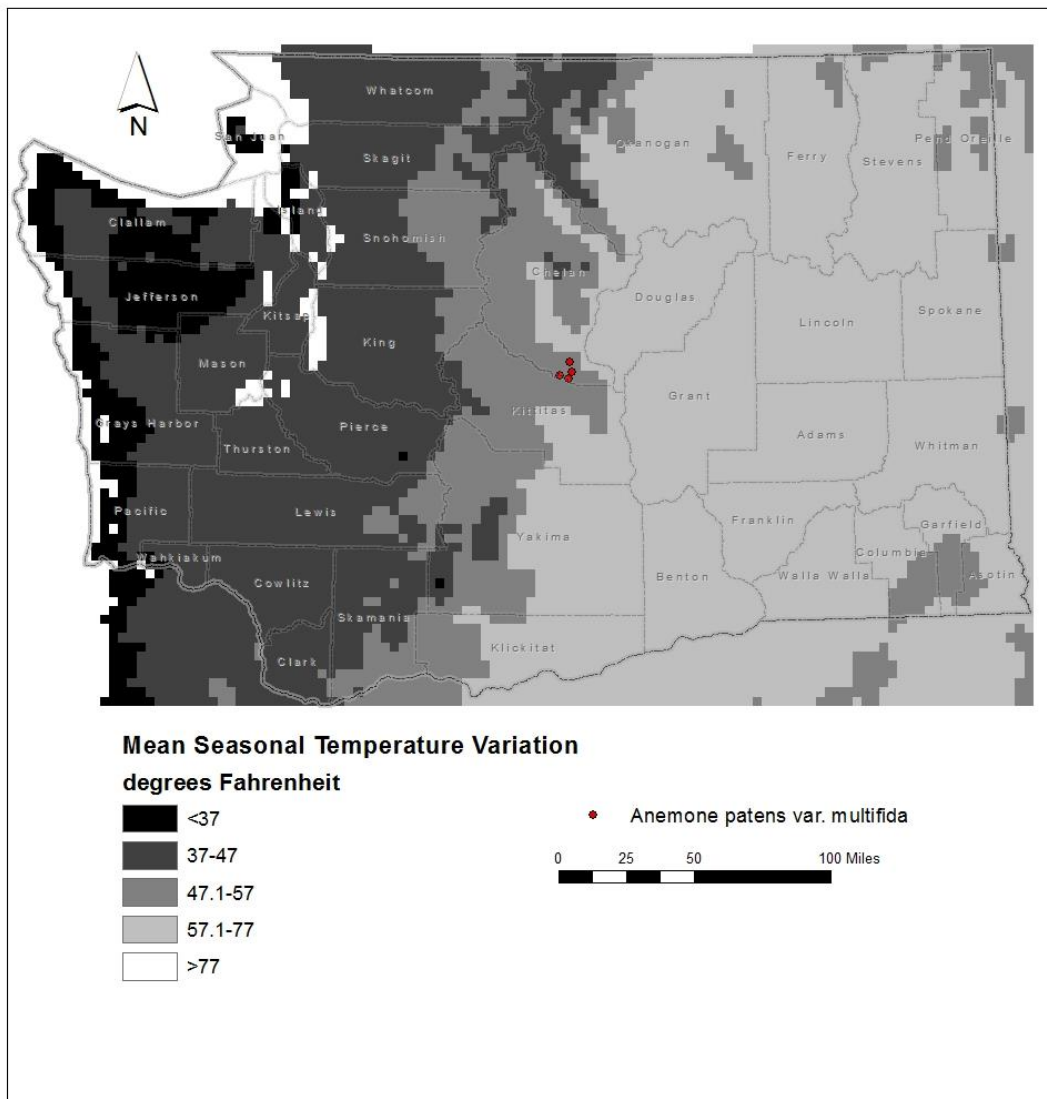 N
Whatcom
San Juan
Skagit
Okanogan
Ferry
Stevens
Pend Oreille
Island
Clallam
Snohomish
Chelan
Jefferson
Douglas
Kitsap
Lincoln
Spokane
King
Mason
Grant
Kittitas
Grays Harbor
Pierce
Adams
Whitman
Thurston
Pacific
Lewis
Franklin
Garfield
Yakima
Wahkiakum
Columbia
Cowlitz
Benton
Walla Walla
Asotin
Skamania
Klickitat
Clark
Mean Seasonal Temperature Variation
degrees Fahrenheit
<37
37-47
47.1-57
57.1-77
>77
Anemone patens var. multifida
0 25 50 100 Miles